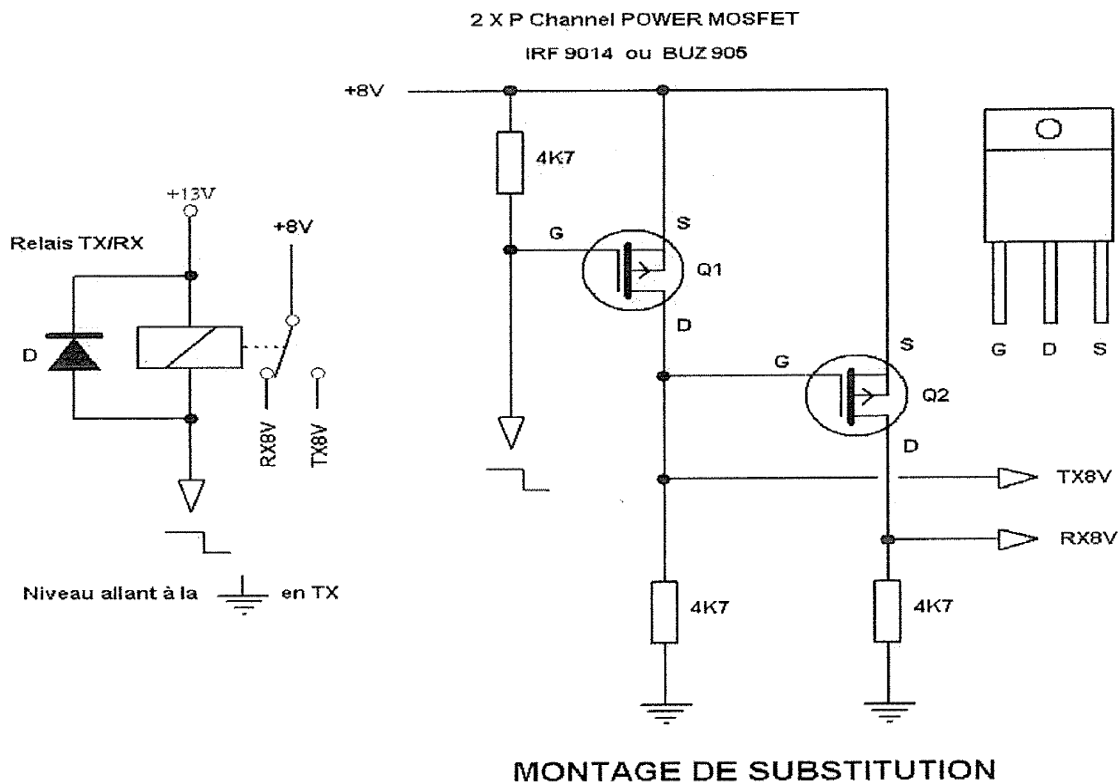 2 X P Channel POWER MOSFET
IRF 9014 ou BUZ 905
+8V
4K7
+13V
+8V
Relais TX/RX
G
S
Q1
D
D
G
S
Q2
D
G D S
RX8V
TX8V
TX8V
RX8V
Niveau allant à la en TX
4K7
4K7
MONTAGE DE SUBSTITUTION